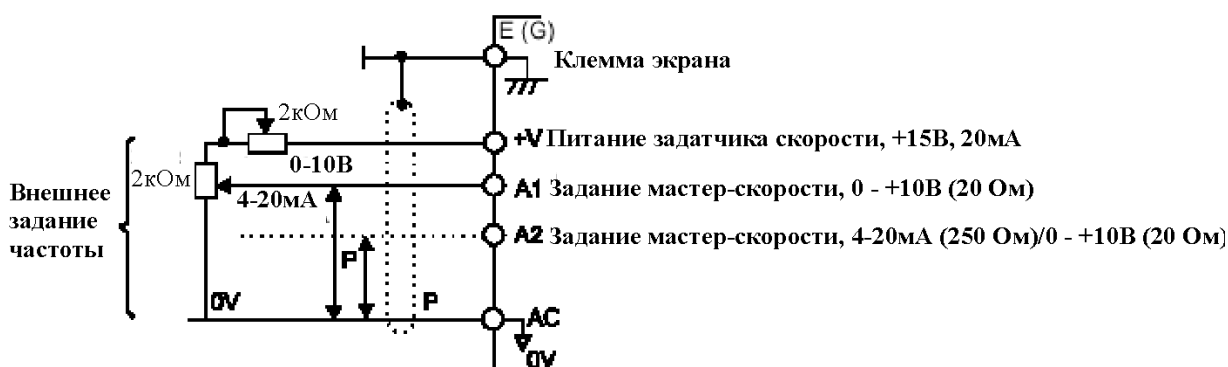 E (G)
Клемма экрана
2кОм
+V Питание задатчика скорости, +15В, 20мА
0-10В
2кОм
A1 Задание мастер-скорости, 0 - +10В (20 Ом)
4-20мА
Внешнее
задание
частоты
A2 Задание мастер-скорости, 4-20мА (250 Ом)/0 - +10В (20 Ом)
P
0V
P
AC
0V